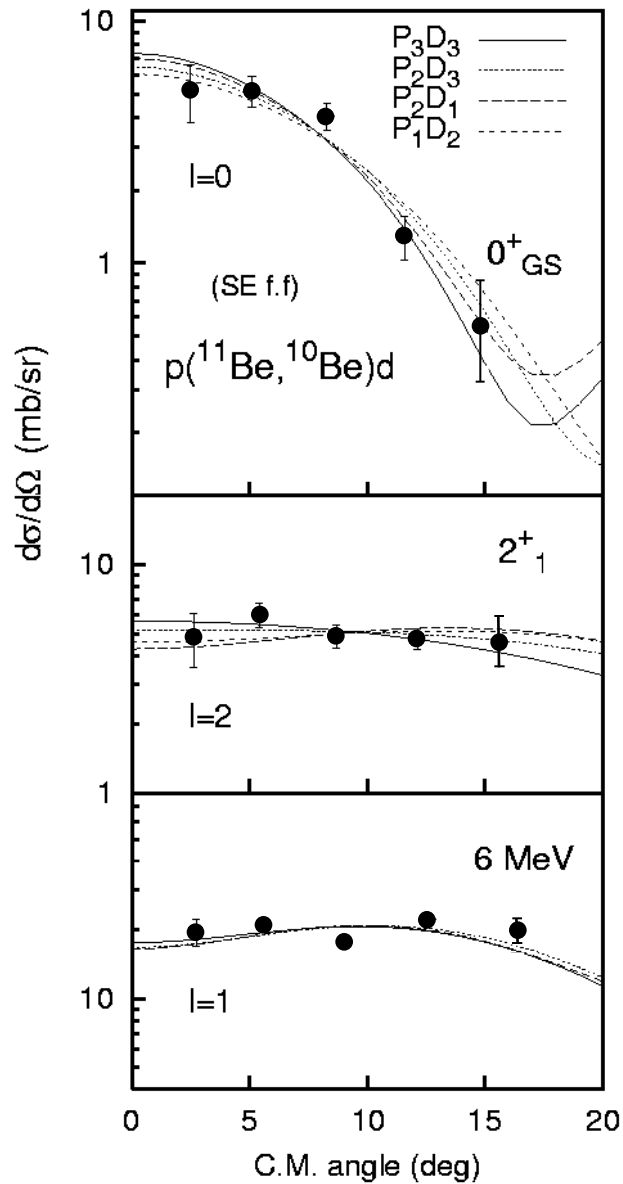 10
P₃D₃
P₂D₃
P₂D₁
P₁D₂
l=0
1
0⁺GS
(SE f.f)
p(¹¹Be,¹⁰Be)d
dσ/dΩ (mb/sr)
10
2⁺₁
l=2
1
6 MeV
10
l=1
0 5 10 15 20
C.M. angle (deg)